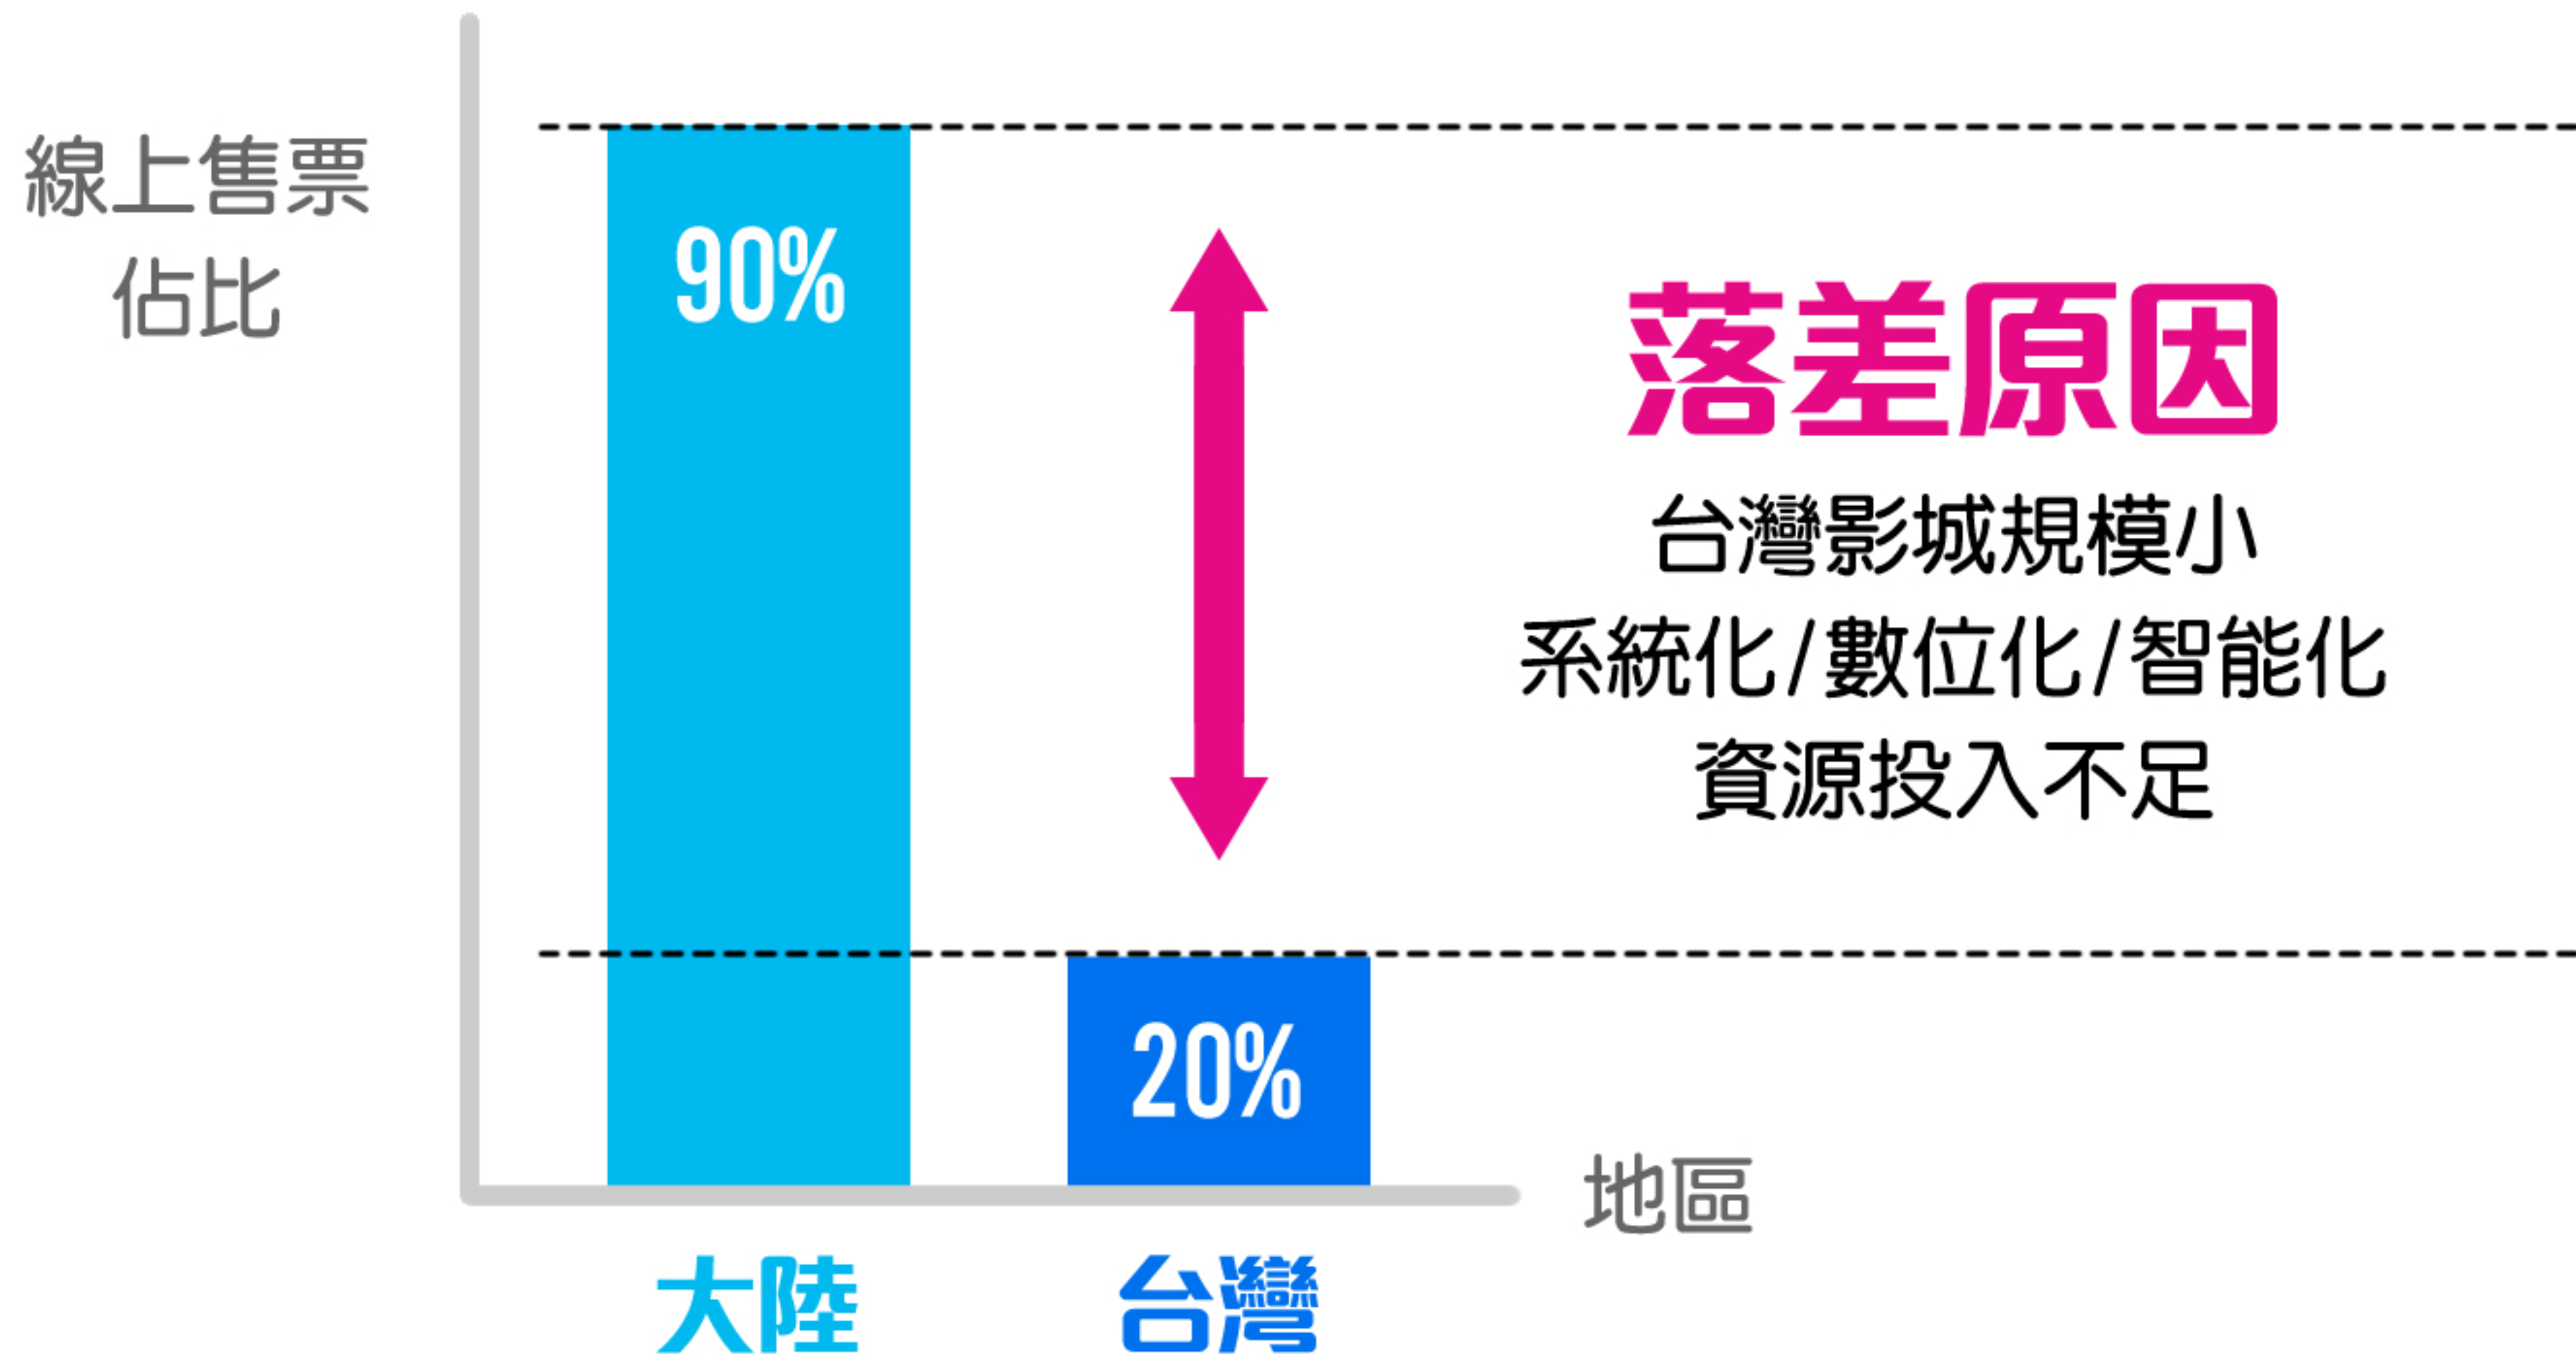 線上售票
佔比
90%
落差原因
台灣影城規模小
系統化/數位化/智能化
資源投入不足
20%
地區
大陸
台灣